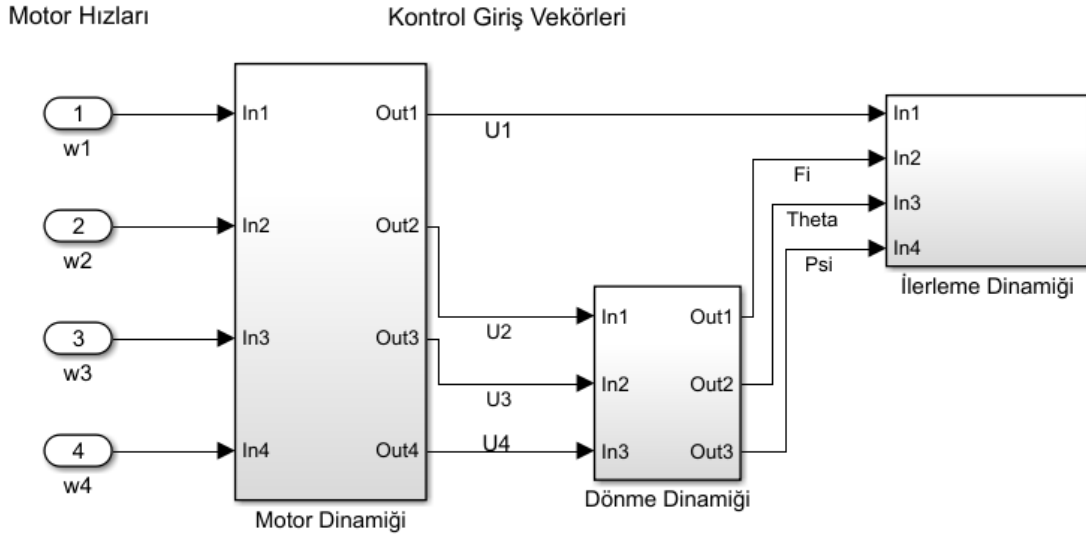 Motor Hızları
Kontrol Giriş Vekörleri
1
w1
2
w2
3
w3
4
w4
In1
In2
In3
In4
Out1
Out2
Out3
Out4
Motor Dinamiği
U1
U2
U3
U4
In1
In2
In3
Out1
Out2
Out3
Dönme Dinamiği
Fi
Theta
Psi
In1
In2
In3
In4
İlerleme Dinamiği